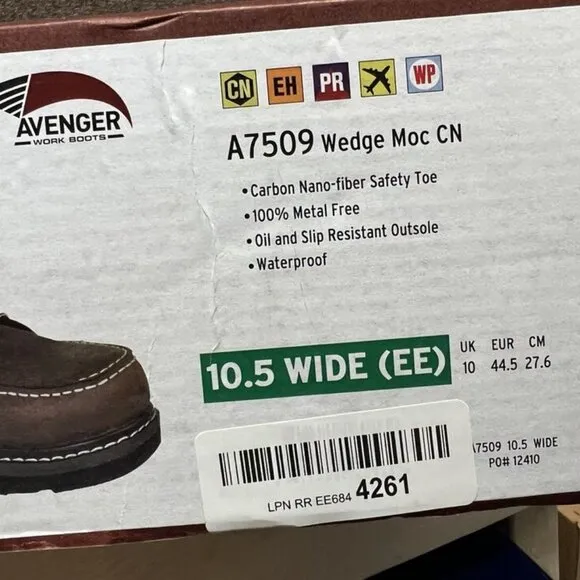 CN EH PR WP
AVENGER
WORK BOOTS
A7509 Wedge Moc CN
•Carbon Nano-fiber Safety Toe
•100% Metal Free
•Oil and Slip Resistant Outsole
•Waterproof
10.5 WIDE (EE)
UK EUR CM
10 44.5 27.6
7509 10.5 WIDE
PO# 12410
LPN RR EE684 4261